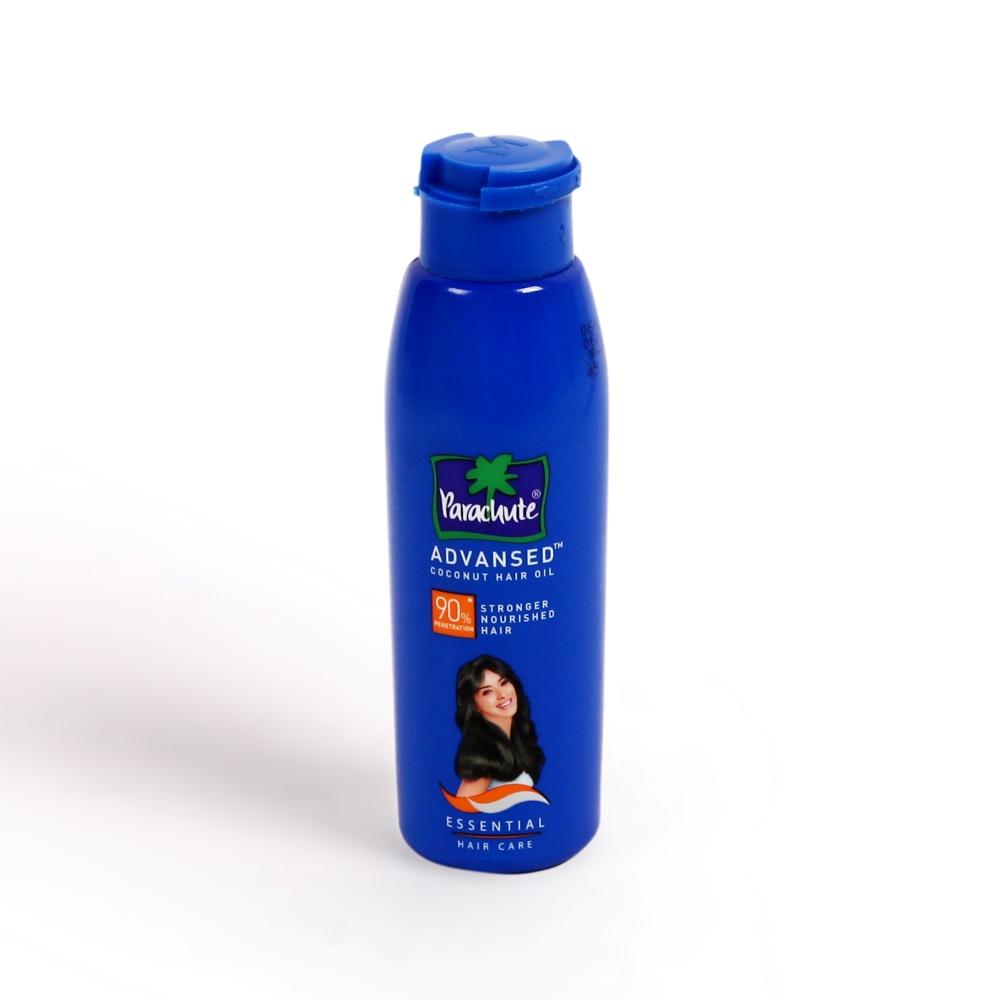 M
Parachute®
ADVANSED™
COCONUT HAIR OIL
90%*
PENETRATION
STRONGER
NOURISHED
HAIR
ESSENTIAL
HAIR CARE